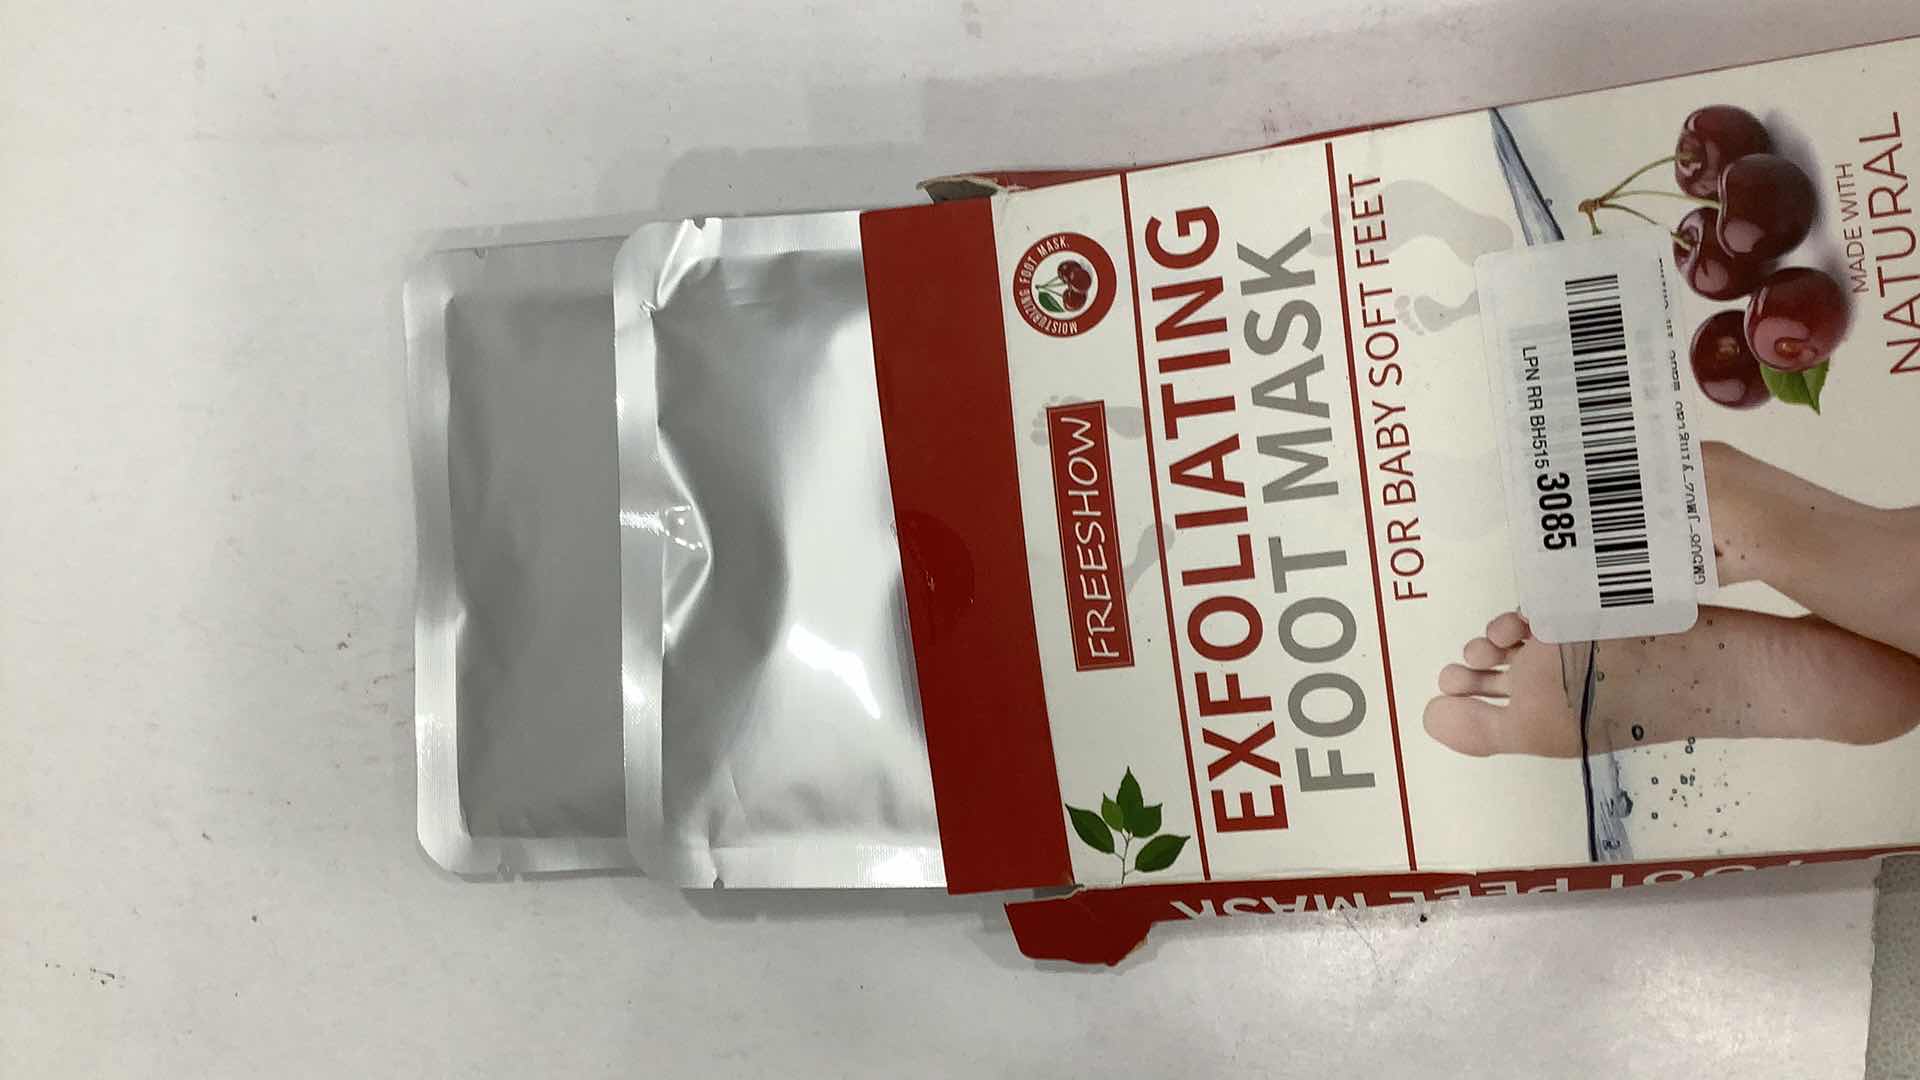 MOISTURIZING FOOT MASK.
FREESHOW
EXFOLIATING
FOOT MASK
FOR BABY SOFT FEET
LPN RR BH515 3085
MADE WITH
NATURAL
FOOT PEEL MASK